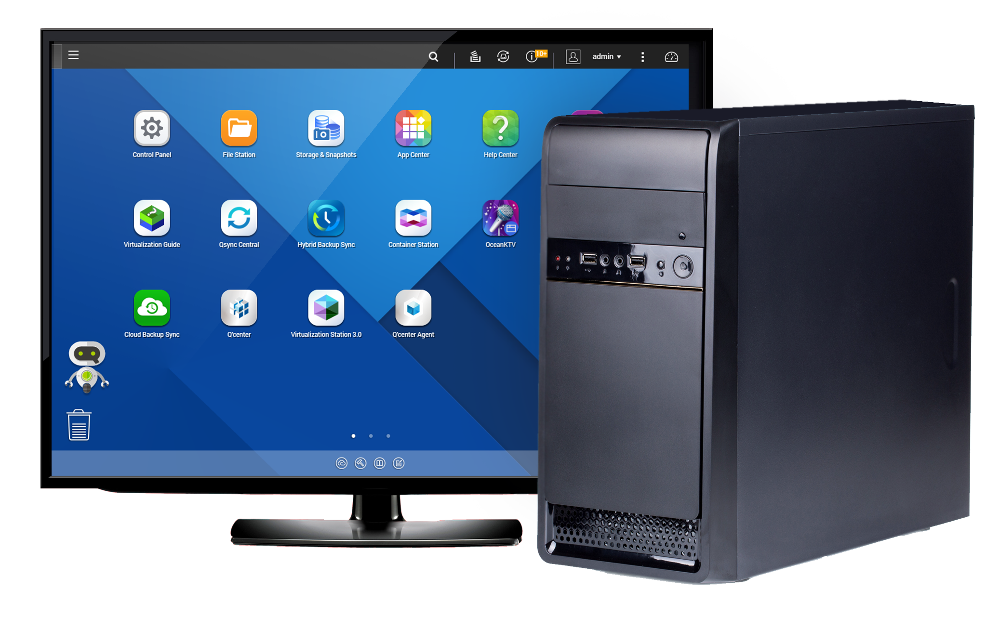 10+
admin
Control Panel
File Station
Storage & Snapshots
App Center
Help Center
Virtualization Guide
Qsync Central
Hybrid Backup Sync
Container Station
OceanKTV
Cloud Backup Sync
Q'center
Virtualization Station 3.0
Q'center Agent